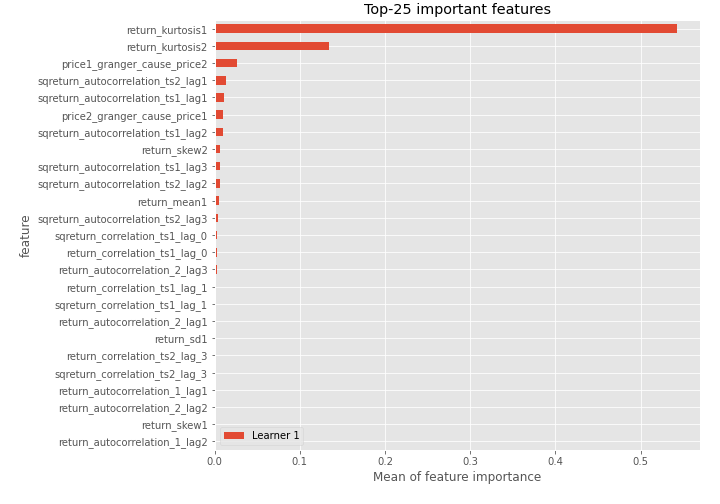 Top-25 important features
return_kurtosis1
return_kurtosis2
price1_granger_cause_price2
sqreturn_autocorrelation_ts2_lag1
sqreturn_autocorrelation_ts1_lag1
price2_granger_cause_price1
sqreturn_autocorrelation_ts1_lag2
return_skew2
sqreturn_autocorrelation_ts1_lag3
sqreturn_autocorrelation_ts2_lag2
return_mean1
sqreturn_autocorrelation_ts2_lag3
sqreturn_correlation_ts1_lag_0
return_correlation_ts1_lag_0
return_autocorrelation_2_lag3
return_correlation_ts1_lag_1
sqreturn_correlation_ts1_lag_1
return_autocorrelation_2_lag1
return_sd1
return_correlation_ts2_lag_3
sqreturn_correlation_ts2_lag_3
return_autocorrelation_1_lag1
return_autocorrelation_2_lag2
return_skew1
return_autocorrelation_1_lag2
feature
Learner 1
0.0 0.1 0.2 0.3 0.4 0.5
Mean of feature importance